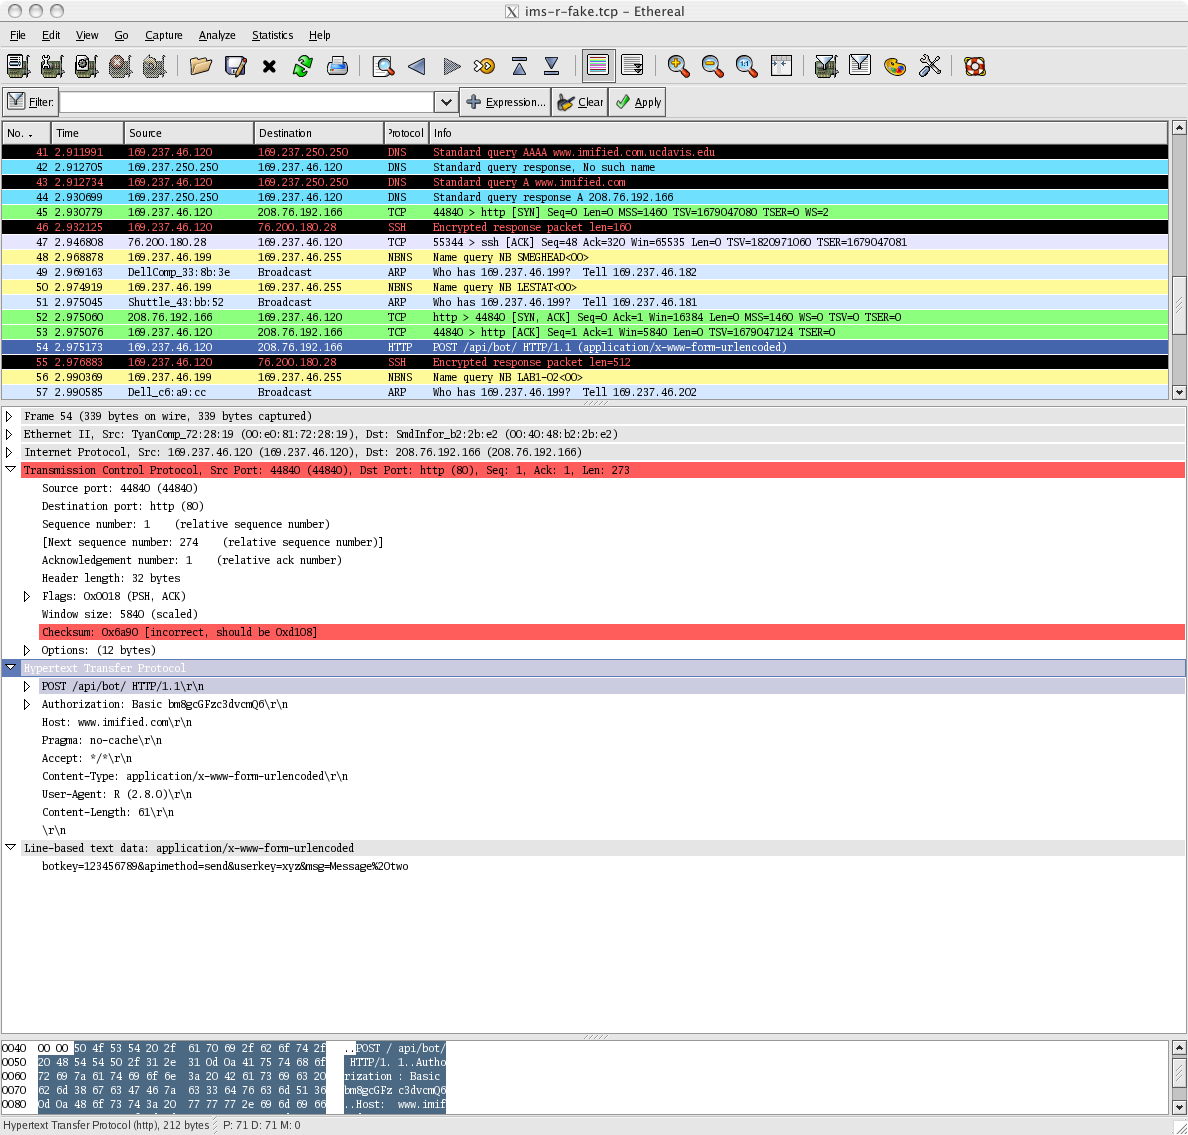 ims-r-fake.tcp - Ethereal
File Edit View Go Capture Analyze Statistics Help
Filter: Expression... Clear Apply
No. Time Source Destination Protocol Info
41 2.911991 169.237.46.120 169.237.250.250 DNS Standard query AAAA www.imified.com.ucdavis.edu
42 2.912705 169.237.250.250 169.237.46.120 DNS Standard query response, No such name
43 2.912734 169.237.46.120 169.237.250.250 DNS Standard query A www.imified.com
44 2.930699 169.237.250.250 169.237.46.120 DNS Standard query response A 208.76.192.166
45 2.930779 169.237.46.120 208.76.192.166 TCP 44840 > http [SYN] Seq=0 Len=0 MSS=1460 TSV=1679047080 TSER=0 WS=2
46 2.932125 169.237.46.120 76.200.180.28 SSH Encrypted response packet len=160
47 2.946808 76.200.180.28 169.237.46.120 TCP 55344 > ssh [ACK] Seq=48 Ack=320 Win=65535 Len=0 TSV=1820971060 TSER=1679047081
48 2.968878 169.237.46.199 169.237.46.255 NBNS Name query NB SMEGHEAD<00>
49 2.969163 DellComp_33:8b:3e Broadcast ARP Who has 169.237.46.199? Tell 169.237.46.182
50 2.974919 169.237.46.199 169.237.46.255 NBNS Name query NB LESTAT<00>
51 2.975045 Shuttle_43:bb:52 Broadcast ARP Who has 169.237.46.199? Tell 169.237.46.181
52 2.975060 208.76.192.166 169.237.46.120 TCP http > 44840 [SYN, ACK] Seq=0 Ack=1 Win=16384 Len=0 MSS=1460 WS=0 TSV=0 TSER=0
53 2.975076 169.237.46.120 208.76.192.166 TCP 44840 > http [ACK] Seq=1 Ack=1 Win=5840 Len=0 TSV=1679047124 TSER=0
54 2.975173 169.237.46.120 208.76.192.166 HTTP POST /api/bot/ HTTP/1.1 (application/x-www-form-urlencoded)
55 2.976883 169.237.46.120 76.200.180.28 SSH Encrypted response packet len=512
56 2.990369 169.237.46.199 169.237.46.255 NBNS Name query NB LAB1-02<00>
57 2.990585 Dell_c6:a9:cc Broadcast ARP Who has 169.237.46.199? Tell 169.237.46.202
Frame 54 (339 bytes on wire, 339 bytes captured)
Ethernet II, Src: TyanComp_72:28:19 (00:e0:81:72:28:19), Dst: SmdInfor_b2:2b:e2 (00:40:48:b2:2b:e2)
Internet Protocol, Src: 169.237.46.120 (169.237.46.120), Dst: 208.76.192.166 (208.76.192.166)
Transmission Control Protocol, Src Port: 44840 (44840), Dst Port: http (80), Seq: 1, Ack: 1, Len: 273
Source port: 44840 (44840)
Destination port: http (80)
Sequence number: 1 (relative sequence number)
[Next sequence number: 274 (relative sequence number)]
Acknowledgement number: 1 (relative ack number)
Header length: 32 bytes
Flags: 0x0018 (PSH, ACK)
Window size: 5840 (scaled)
Checksum: 0x6a90 [incorrect, should be 0xd108]
Options: (12 bytes)
Hypertext Transfer Protocol
POST /api/bot/ HTTP/1.1\r\n
Authorization: Basic bm8gcGFzc3dvcmQ6\r\n
Host: www.imified.com\r\n
Pragma: no-cache\r\n
Accept: */*\r\n
Content-Type: application/x-www-form-urlencoded\r\n
User-Agent: R (2.8.0)\r\n
Content-Length: 61\r\n
\r\n
Line-based text data: application/x-www-form-urlencoded
botkey=123456789&apimethod=send&userkey=xyz&msg=Message%20two
0040 00 00 50 4f 53 54 20 2f 61 70 69 2f 62 6f 74 2f ..POST / api/bot/
0050 20 48 54 54 50 2f 31 2e 31 0d 0a 41 75 74 68 6f HTTP/1. 1..Autho
0060 72 69 7a 61 74 69 6f 6e 3a 20 42 61 73 69 63 20 rization : Basic
0070 62 6d 38 67 63 47 46 7a 63 33 64 76 63 6d 51 36 bm8gcGFz c3dvcmQ6
0080 0d 0a 48 6f 73 74 3a 20 77 77 77 2e 69 6d 69 66 ..Host: www.imif
Hypertext Transfer Protocol (http), 212 bytes P: 71 D: 71 M: 0